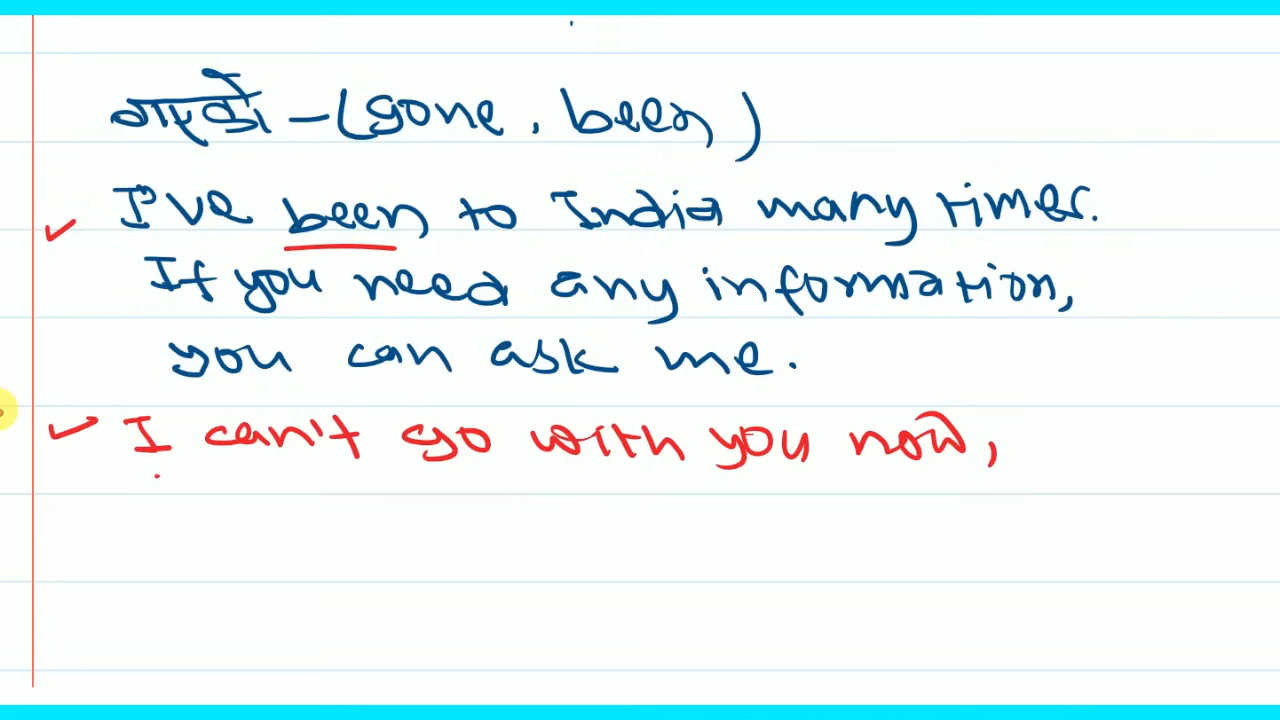 गएको - (gone, been)
I've been to India many times.
If you need any information,
you can ask me.
I can't go with you now,